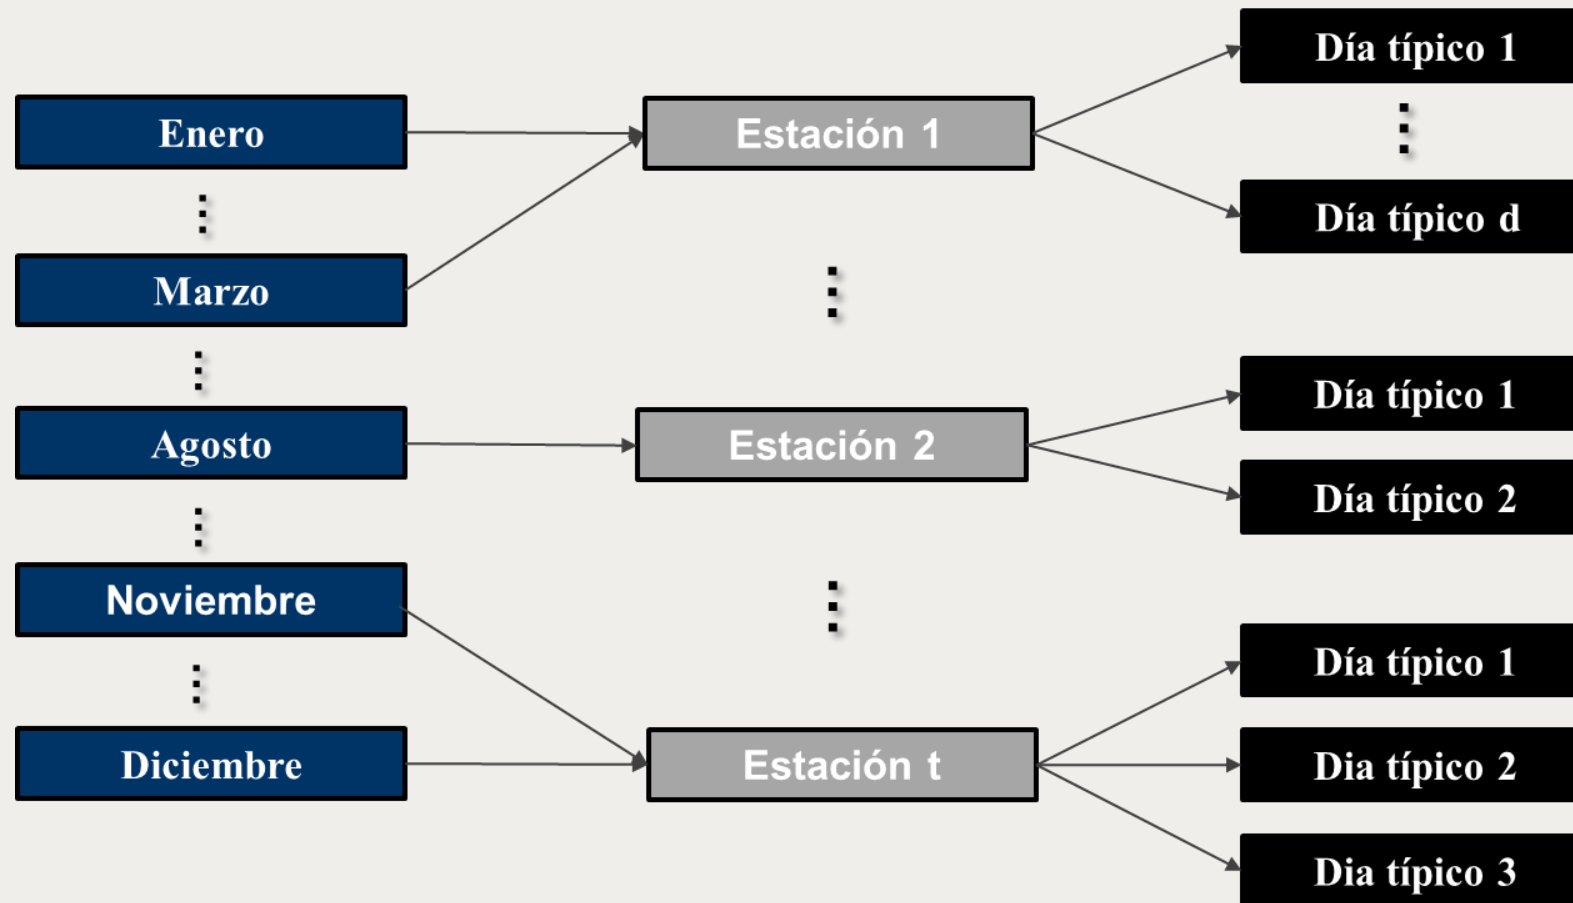 Enero
Marzo
Agosto
Noviembre
Diciembre
Estación 1
Estación 2
Estación t
Día típico 1
Día típico d
Día típico 1
Día típico 2
Día típico 1
Dia típico 2
Dia típico 3